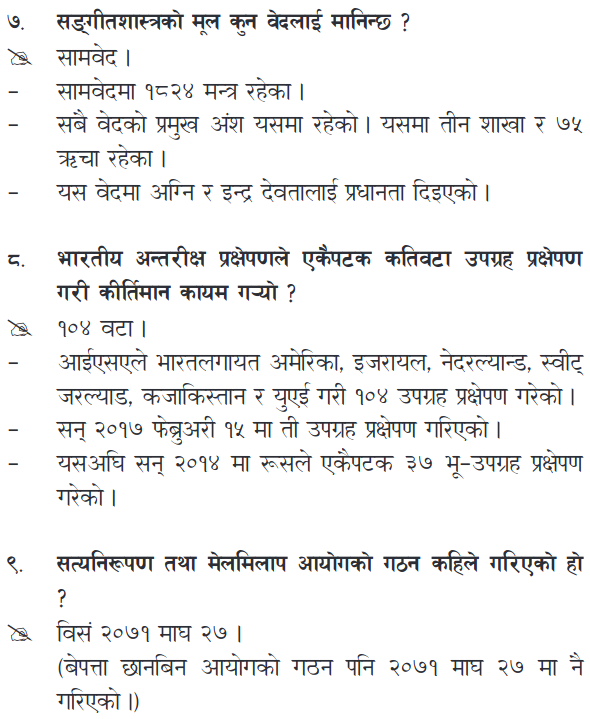 ७. सङ्गीतशास्त्रको मूल कुन वेदलाई मानिन्छ ?
सामवेद ।
– सामवेदमा १८२४ मन्त्र रहेका ।
– सबै वेदको प्रमुख अंश यसमा रहेको । यसमा तीन शाखा र ७५
ऋचा रहेका ।
– यस वेदमा अग्नि र इन्द्र देवतालाई प्रधानता दिइएको ।
८. भारतीय अन्तरीक्ष प्रक्षेपणले एकैपटक कतिवटा उपग्रह प्रक्षेपण
गरी कीर्तिमान कायम गऱ्यो ?
१०४ वटा ।
– आईएसएले भारतलगायत अमेरिका, इजरायल, नेदरल्यान्ड, स्वीट्
जरल्याड, कजाकिस्तान र युएई गरी १०४ उपग्रह प्रक्षेपण गरेको ।
– सन् २०१७ फेब्रुअरी १५ मा ती उपग्रह प्रक्षेपण गरिएको ।
– यसअघि सन् २०१४ मा रूसले एकैपटक ३७ भू-उपग्रह प्रक्षेपण
गरेको ।
९. सत्यनिरूपण तथा मेलमिलाप आयोगको गठन कहिले गरिएको हो
?
विसं २०७१ माघ २७ ।
(बेपत्ता छानबिन आयोगको गठन पनि २०७१ माघ २७ मा नै
गरिएको ।)